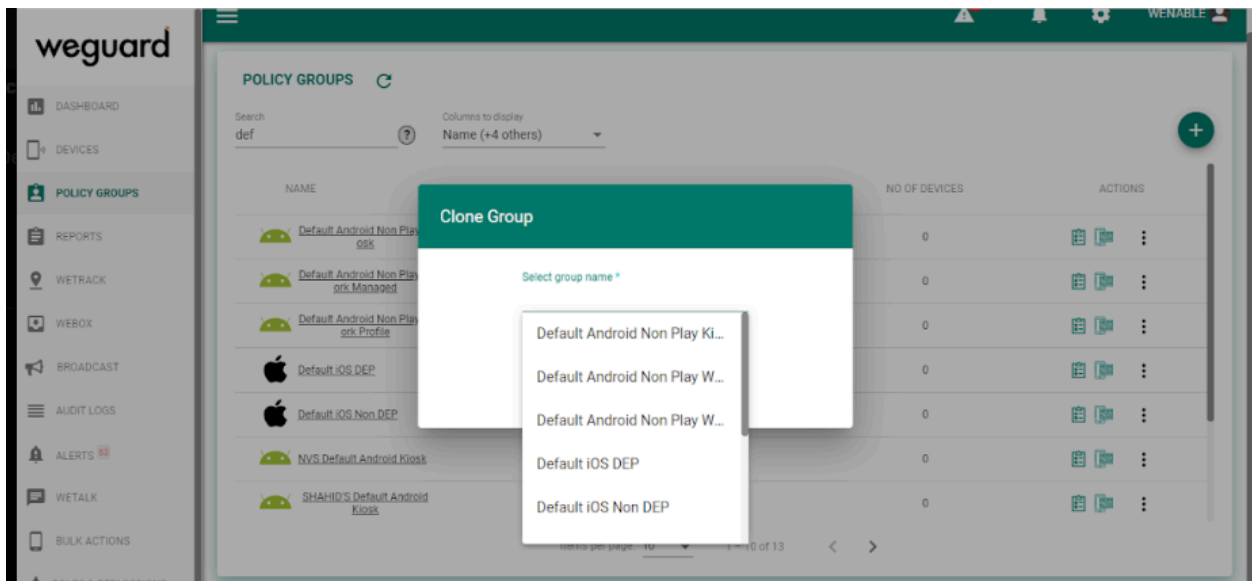 weguard
WENABLE
DASHBOARD
DEVICES
POLICY GROUPS
REPORTS
WETRACK
WEBOX
BROADCAST
AUDIT LOGS
ALERTS 52
WETALK
BULK ACTIONS
POLICY GROUPS
Search
def
?
Columns to display
Name (+4 others)
+
NAME
NO OF DEVICES
ACTIONS
Default Android Non Play
osk
0
Default Android Non Play
ork Managed
0
Default Android Non Play
ork Profile
0
Default iOS DEP
0
Default iOS Non DEP
0
NVS Default Android Kiosk
0
SHAHID'S Default Android
Kiosk
0
Items per page: 10
1 – 10 of 13
Clone Group
Select group name *
Default Android Non Play Ki...
Default Android Non Play W...
Default Android Non Play W...
Default iOS DEP
Default iOS Non DEP